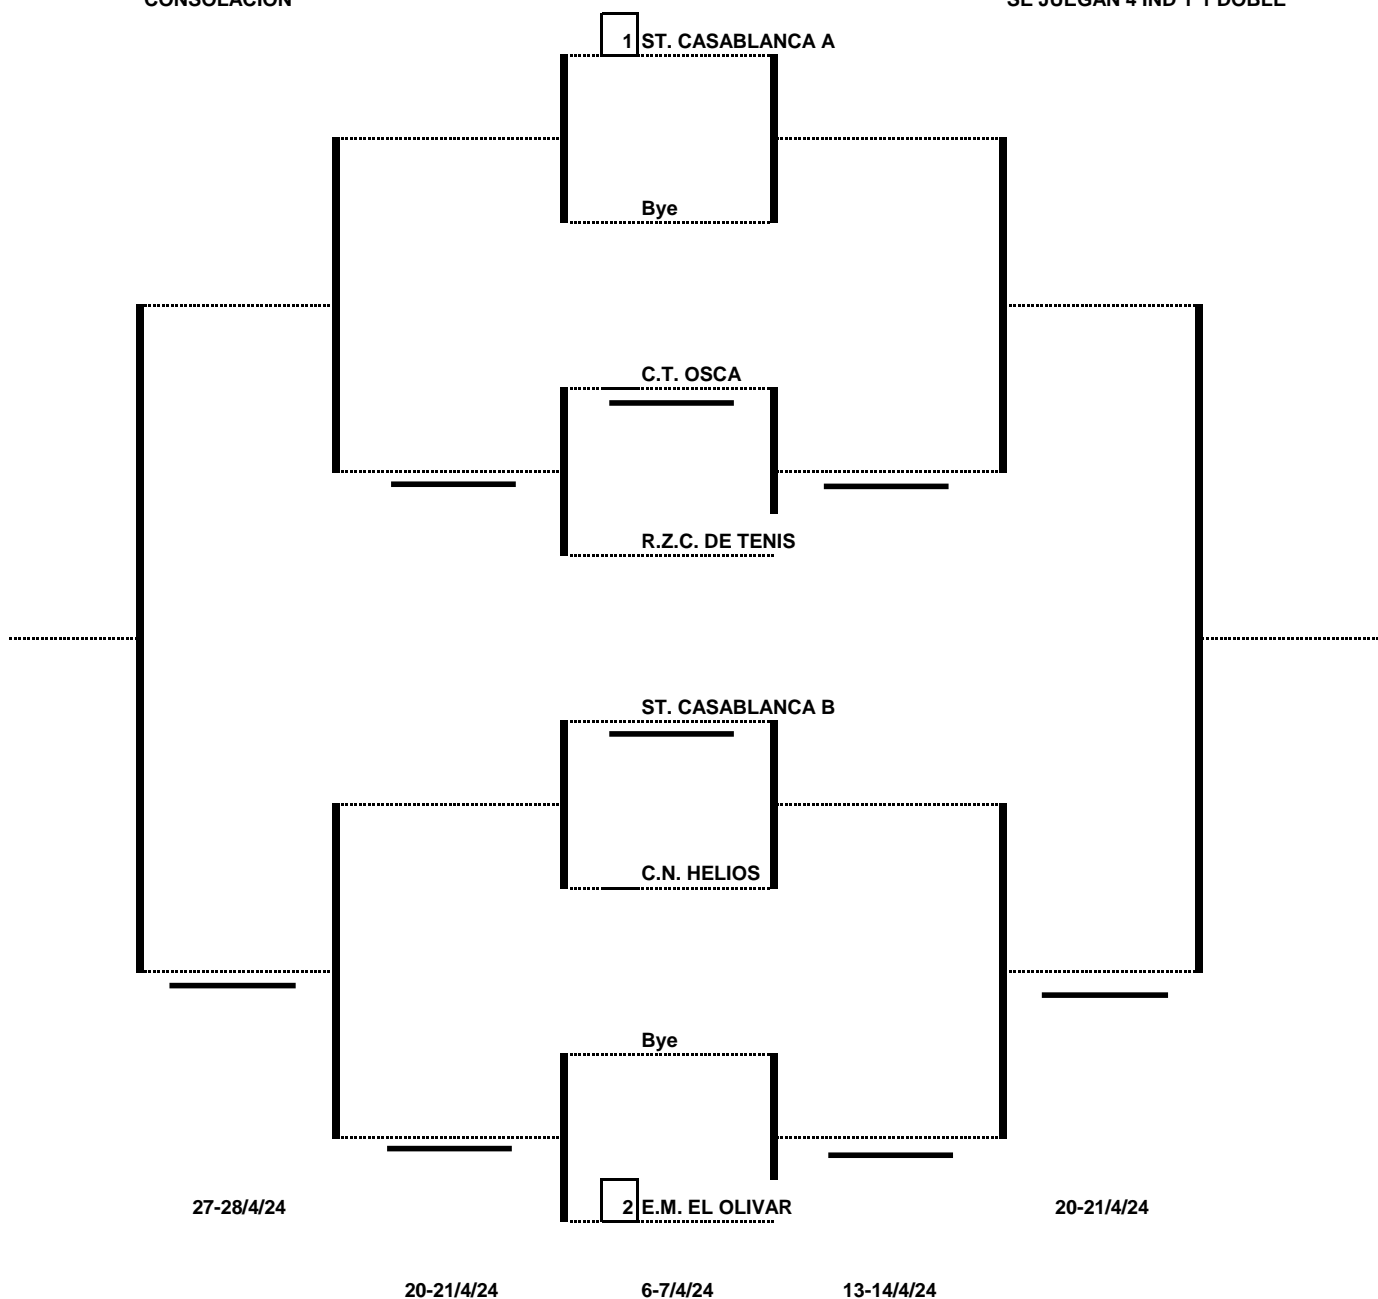 CONSOLACIÓN
SE JUEGAN 4 IND Y 1 DOBLE
1 ST. CASABLANCA A
Bye
C.T. OSCA
R.Z.C. DE TENIS
ST. CASABLANCA B
C.N. HELIOS
Bye
27-28/4/24
2 E.M. EL OLIVAR
20-21/4/24
20-21/4/24
6-7/4/24
13-14/4/24